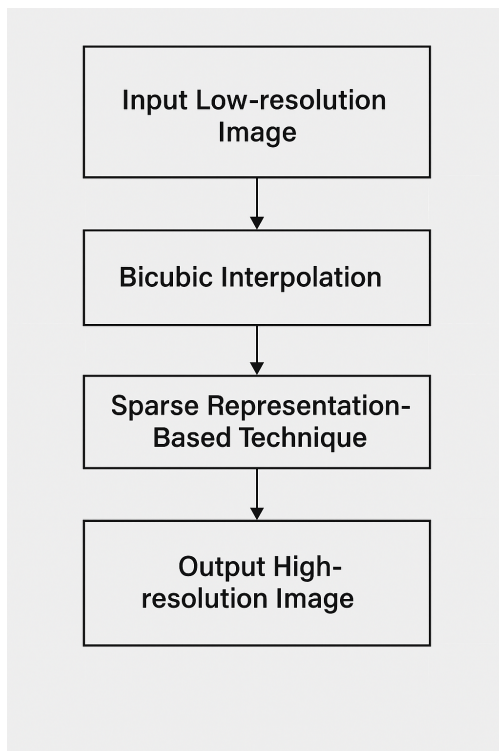 Input Low-resolution
Image
Bicubic Interpolation
Sparse Representation-
Based Technique
Output High-
resolution Image